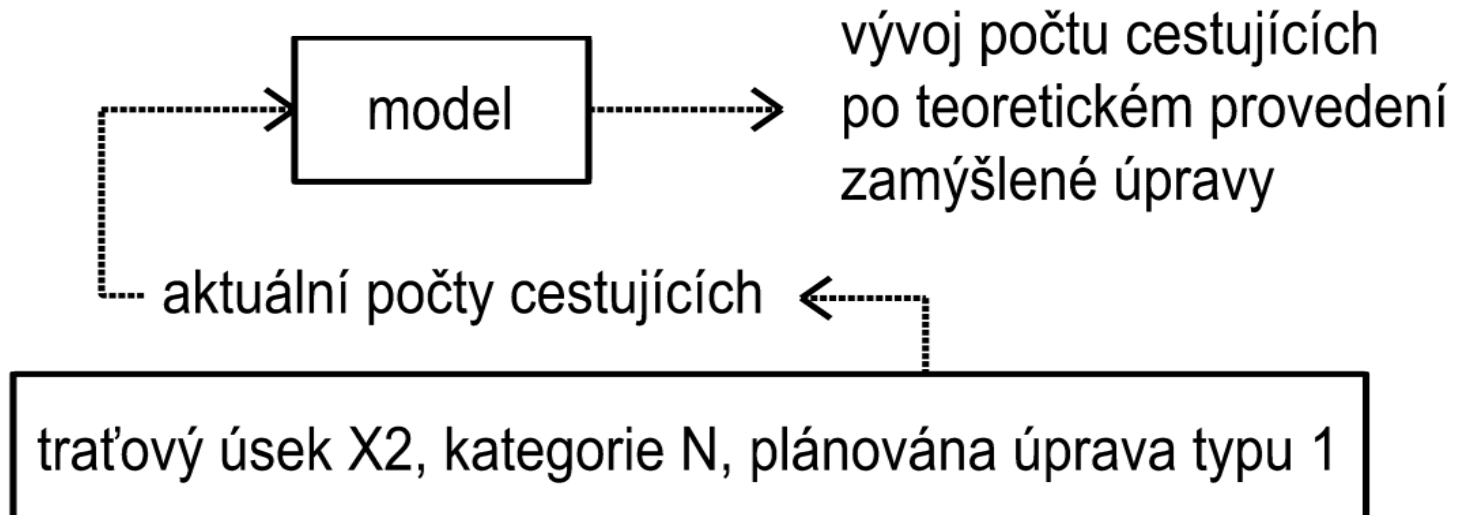 model
vývoj počtu cestujících
po teoretickém provedení
zamýšlené úpravy
aktuální počty cestujících
traťový úsek X2, kategorie N, plánována úprava typu 1